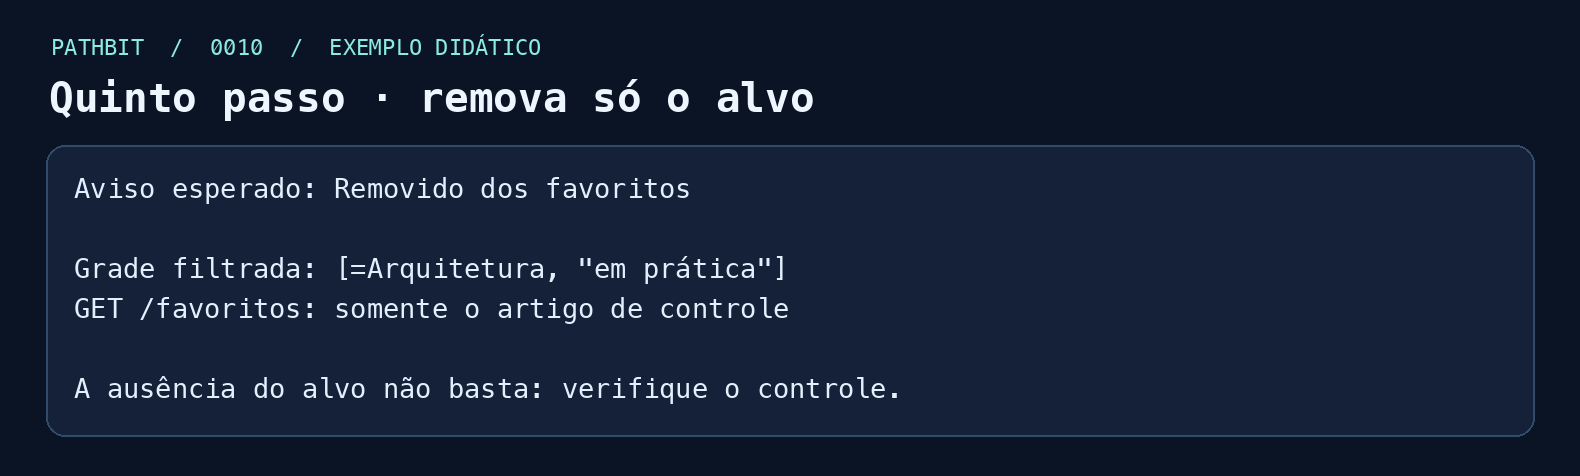 PATHBIT / 0010 / EXEMPLO DIDÁTICO
Quinto passo · remova só o alvo
Aviso esperado: Removido dos favoritos
Grade filtrada: [=Arquitetura, "em prática"]
GET /favoritos: somente o artigo de controle
A ausência do alvo não basta: verifique o controle.